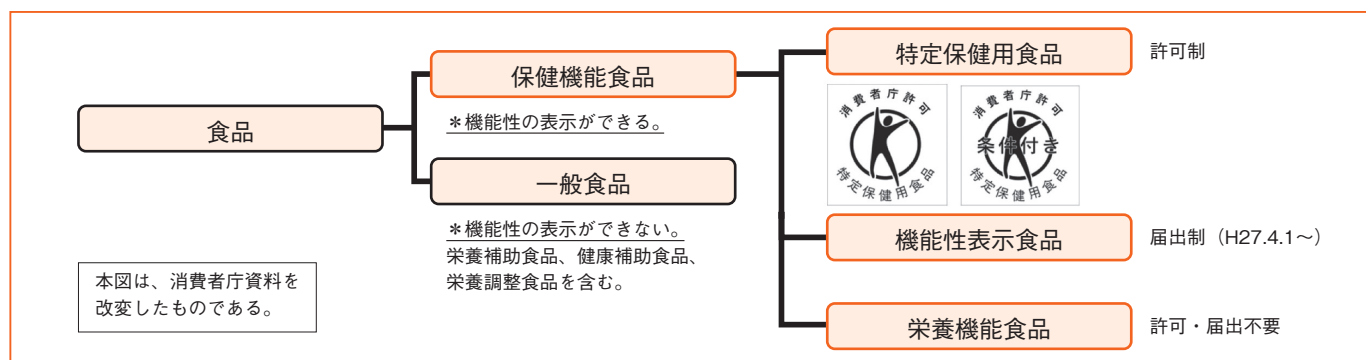 食品
保健機能食品
＊機能性の表示ができる。
一般食品
＊機能性の表示ができない。
栄養補助食品、健康補助食品、
栄養調整食品を含む。
本図は、消費者庁資料を
改変したものである。
特定保健用食品
許可制
消費者庁許可
特定保健用食品
消費者庁許可
条件付き
特定保健用食品
機能性表示食品
届出制（H27.4.1～）
栄養機能食品
許可・届出不要